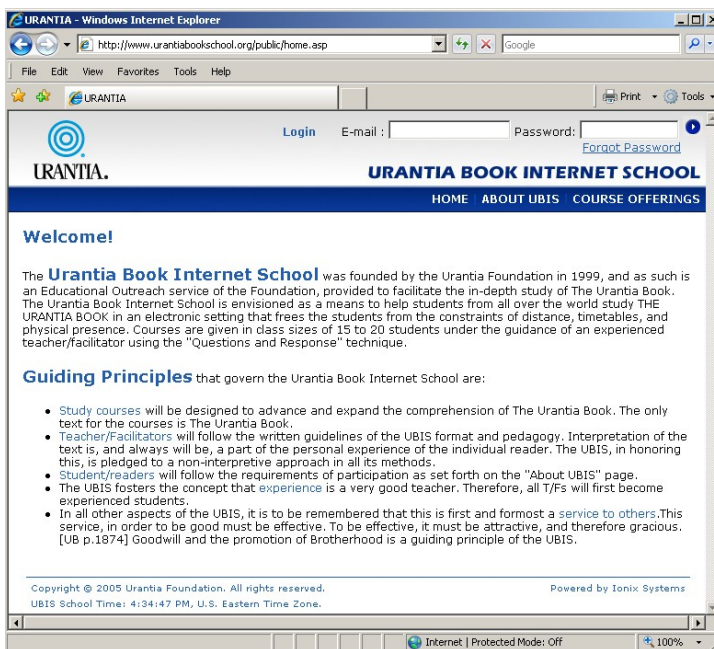 URANTIA - Windows Internet Explorer
http://www.urantiabookschool.org/public/home.asp
Google
File Edit View Favorites Tools Help
URANTIA
Print
Tools
Login E-mail : Password:
Forgot Password
URANTIA.
URANTIA BOOK INTERNET SCHOOL
HOME ABOUT UBIS COURSE OFFERINGS
Welcome!
The Urantia Book Internet School was founded by the Urantia Foundation in 1999, and as such is
an Educational Outreach service of the Foundation, provided to facilitate the in-depth study of The Urantia Book.
The Urantia Book Internet School is envisioned as a means to help students from all over the world study THE
URANTIA BOOK in an electronic setting that frees the students from the constraints of distance, timetables, and
physical presence. Courses are given in class sizes of 15 to 20 students under the guidance of an experienced
teacher/facilitator using the "Questions and Response" technique.
Guiding Principles that govern the Urantia Book Internet School are:
• Study courses will be designed to advance and expand the comprehension of The Urantia Book. The only
text for the courses is The Urantia Book.
• Teacher/Facilitators will follow the written guidelines of the UBIS format and pedagogy. Interpretation of the
text is, and always will be, a part of the personal experience of the individual reader. The UBIS, in honoring
this, is pledged to a non-interpretive approach in all its methods.
• Student/readers will follow the requirements of participation as set forth on the "About UBIS" page.
• The UBIS fosters the concept that experience is a very good teacher. Therefore, all T/Fs will first become
experienced students.
• In all other aspects of the UBIS, it is to be remembered that this is first and formost a service to others.This
service, in order to be good must be effective. To be effective, it must be attractive, and therefore gracious.
[UB p.1874] Goodwill and the promotion of Brotherhood is a guiding principle of the UBIS.
Copyright © 2005 Urantia Foundation. All rights reserved. Powered by Ionix Systems
UBIS School Time: 4:34:47 PM, U.S. Eastern Time Zone.
Internet | Protected Mode: Off 100%